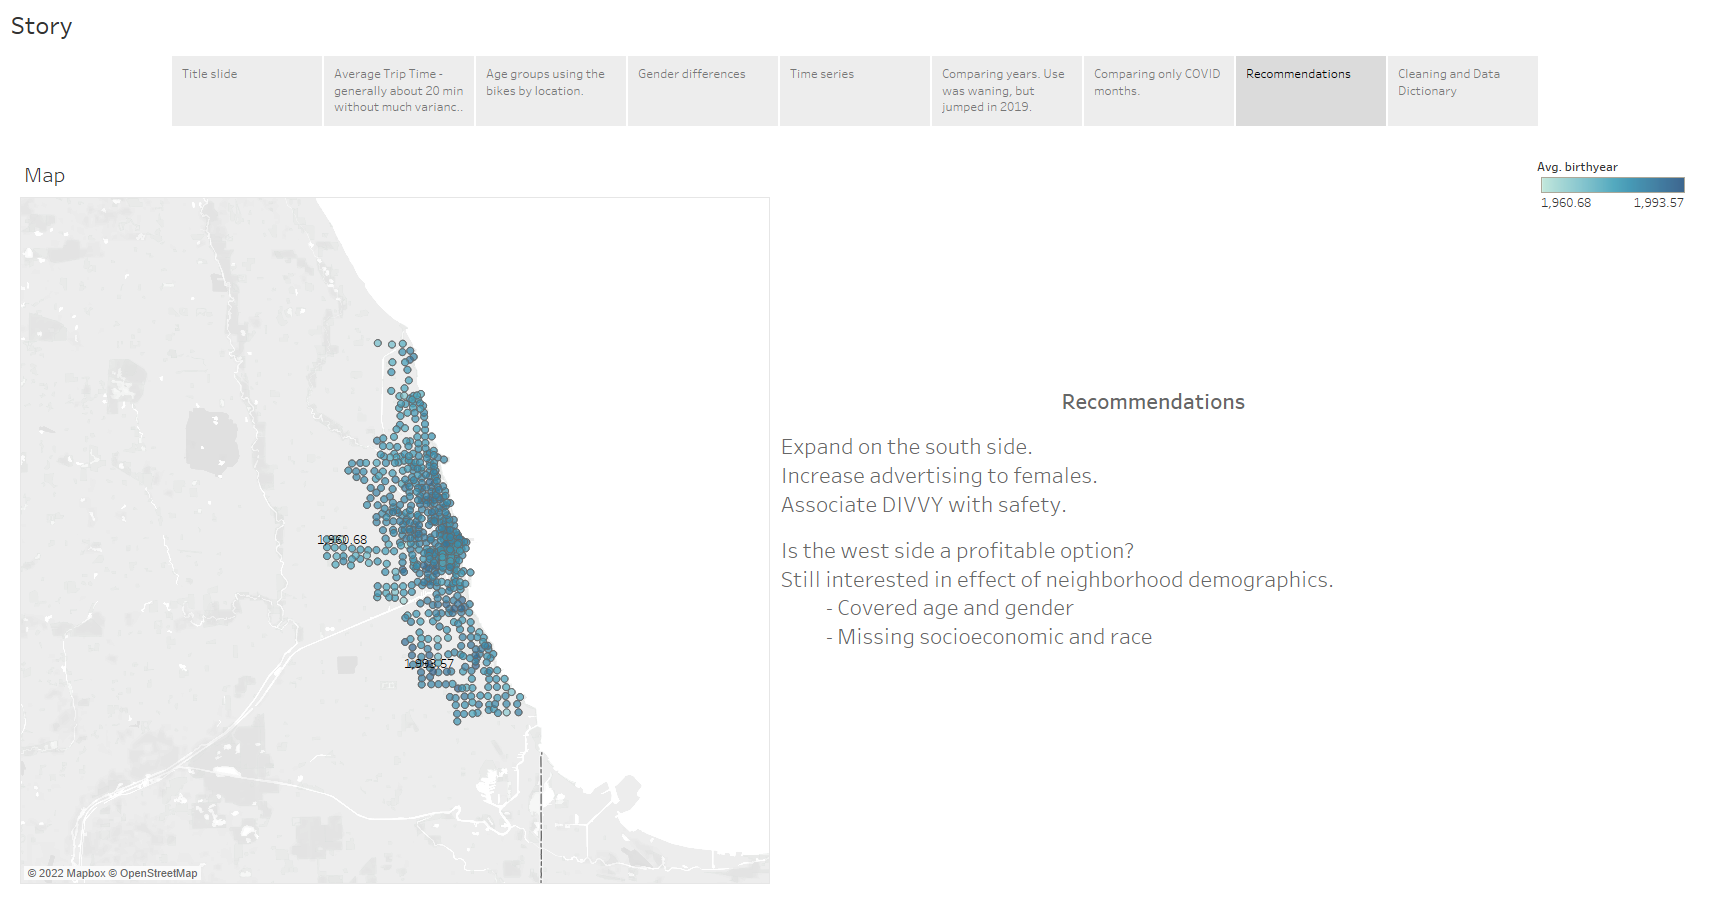 Story
Title slide
Average Trip Time -
generally about 20 min
without much varianc..
Age groups using the
bikes by location.
Gender differences
Time series
Comparing years. Use
was waning, but
jumped in 2019.
Comparing only COVID
months.
Recommendations
Cleaning and Data
Dictionary
Map
Avg. birthyear
1,960.68 1,993.57
1,960.68
1,993.57
© 2022 Mapbox © OpenStreetMap
Recommendations
Expand on the south side.
Increase advertising to females.
Associate DIVVY with safety.
Is the west side a profitable option?
Still interested in effect of neighborhood demographics.
- Covered age and gender
- Missing socioeconomic and race